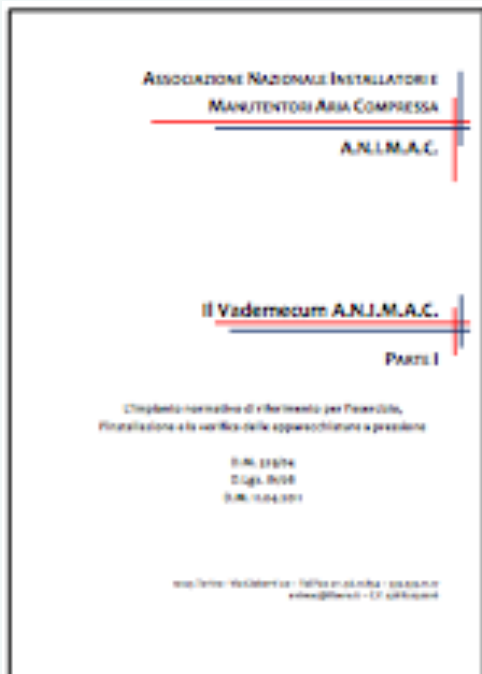 ASSOCIAZIONE NAZIONALE INSTALLATORI E
MANUTENTORI ARIA COMPRESSA
A.N.I.M.A.C.
Il Vademecum A.N.I.M.A.C.
PARTE I
L'impianto normativo di riferimento per l'esercizio,
l'installazione e la verifica delle apparecchiature a pressione
D.M. 329/04
D.Lgs. 81/08
D.M. 11.04.2011